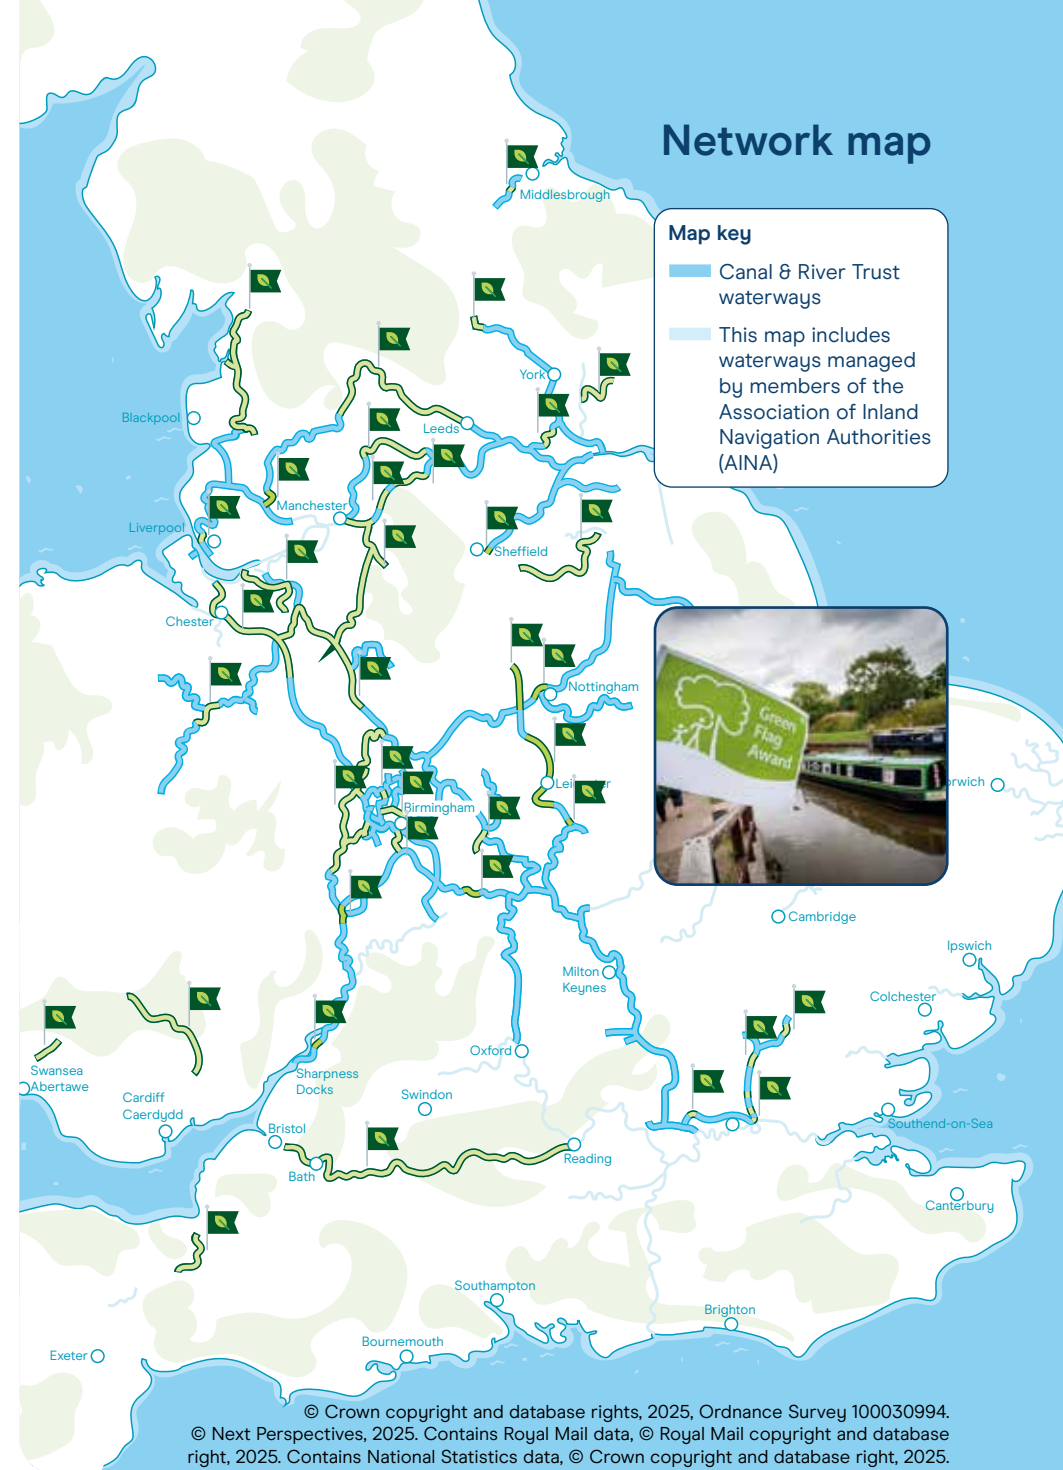 Network map
Map key
Canal & River Trust
waterways
This map includes
waterways managed
by members of the
Association of Inland
Navigation Authorities
(AINA)
Middlesbrough
York
Blackpool
Leeds
Manchester
Liverpool
Sheffield
Chester
Nottingham
Green
Flag
Award
Birmingham
Cambridge
Ipswich
Milton
Keynes
Colchester
Oxford
Swansea
Abertawe
Sharpness
Docks
Cardiff
Caerdydd
Swindon
Southend-on-Sea
Bristol
Bath
Reading
Canterbury
Southampton
Brighton
Bournemouth
Exeter
© Crown copyright and database rights, 2025, Ordnance Survey 100030994.
© Next Perspectives, 2025. Contains Royal Mail data, © Royal Mail copyright and database
right, 2025. Contains National Statistics data, © Crown copyright and database right, 2025.